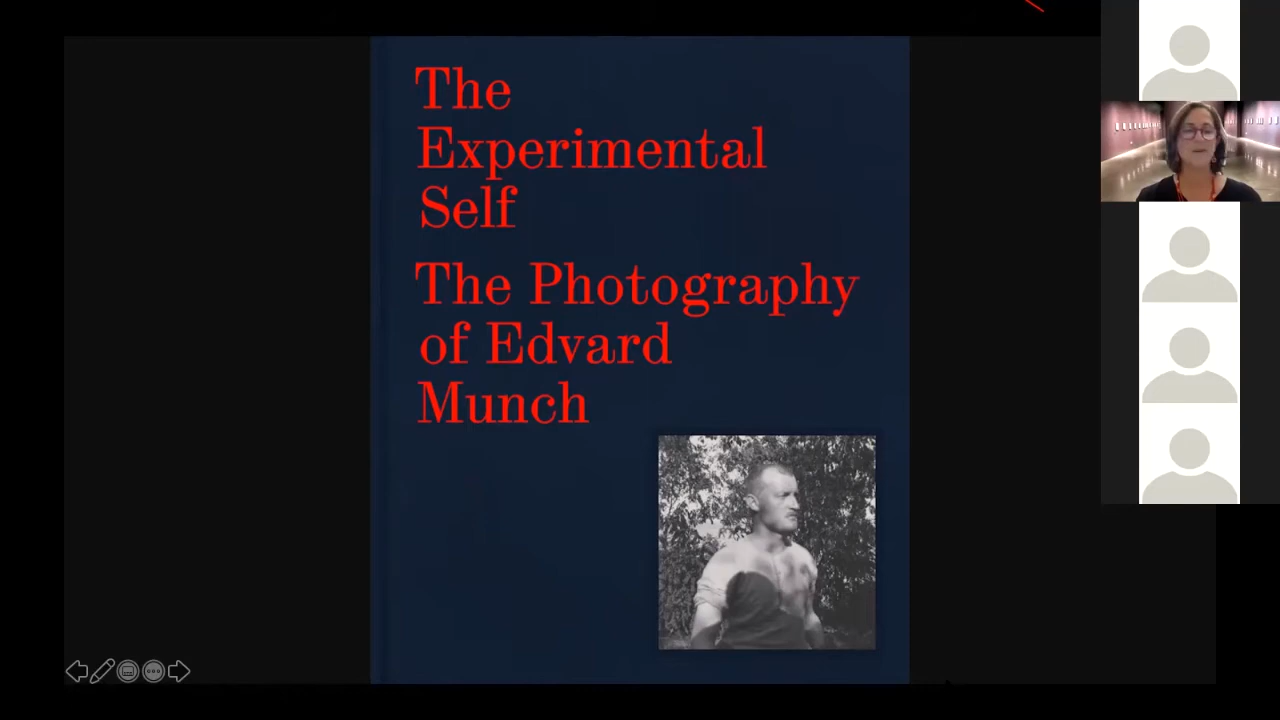 The
Experimental
Self
The Photography
of Edvard
Munch